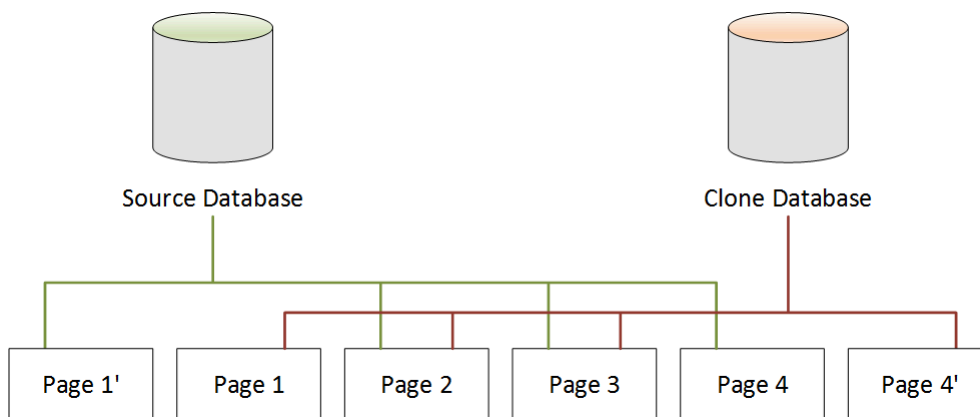 Source Database
Clone Database
Page 1'
Page 1
Page 2
Page 3
Page 4
Page 4'